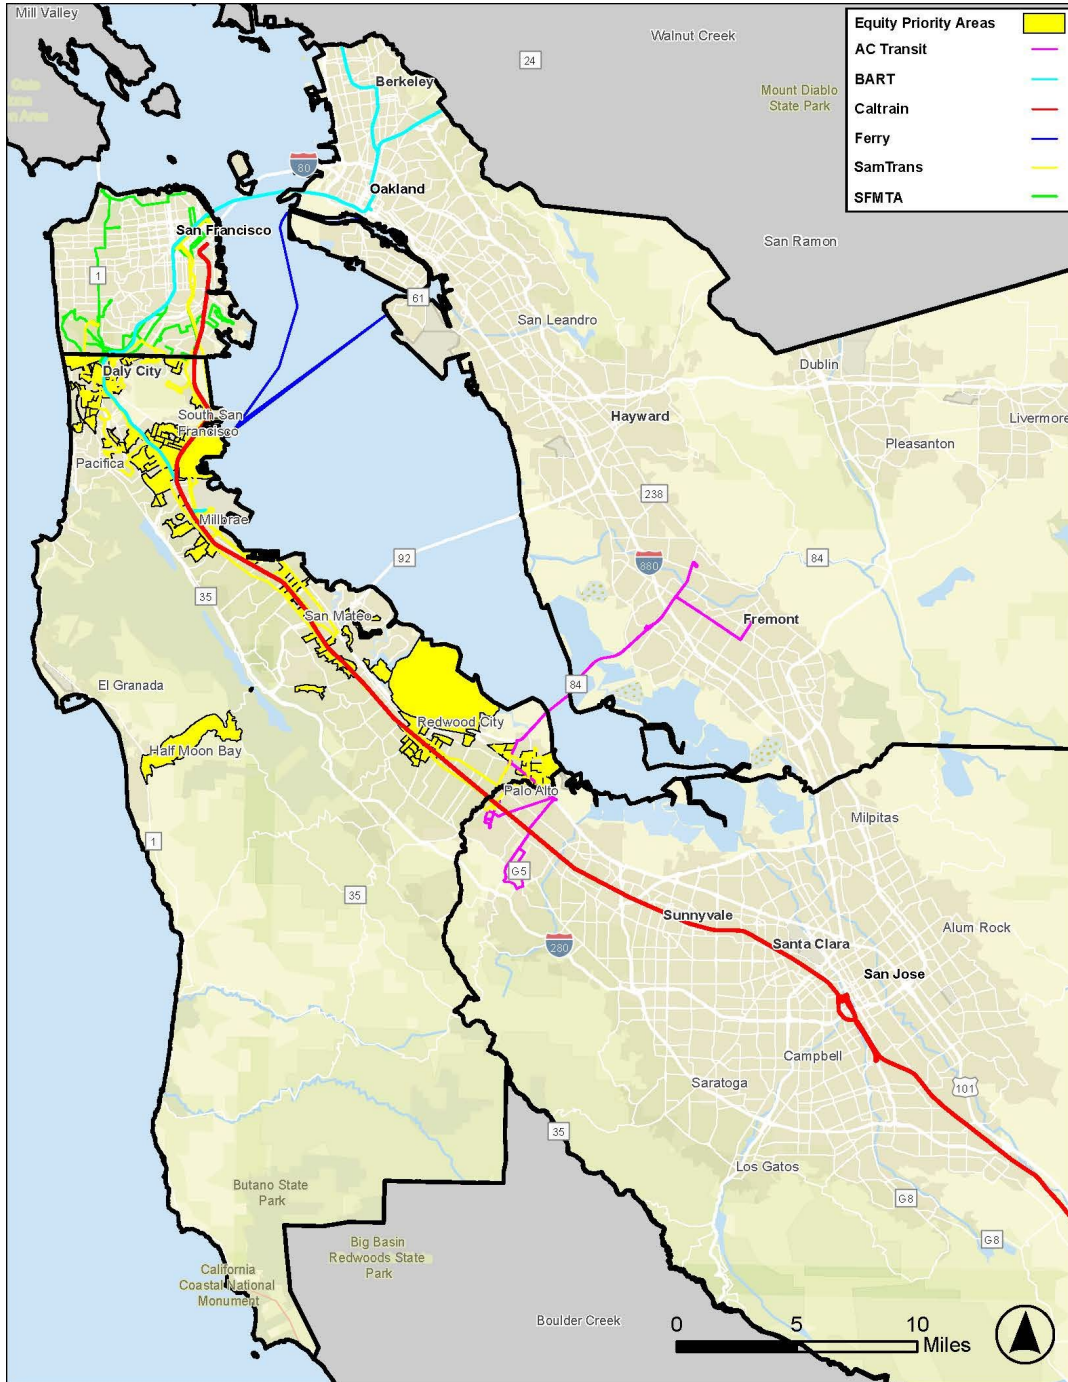 Mill Valley
Walnut Creek
24
Mount Diablo
State Park
Equity Priority Areas
AC Transit
BART
Caltrain
Ferry
SamTrans
SFMTA
Berkeley
80
Oakland
San Francisco
San Ramon
1
61
San Leandro
Dublin
Daly City
South San
Francisco
Hayward
Livermore
Pleasanton
Pacifica
238
Millbrae
92
880
84
35
San Mateo
Fremont
El Granada
84
Redwood City
Half Moon Bay
Palo Alto
Milpitas
1
G5
35
Sunnyvale
Alum Rock
280
Santa Clara
San Jose
Campbell
Saratoga
101
35
Los Gatos
Butano State
Park
G8
G8
Big Basin
Redwoods State
Park
California
Coastal National
Monument
Boulder Creek
0 5 10
Miles